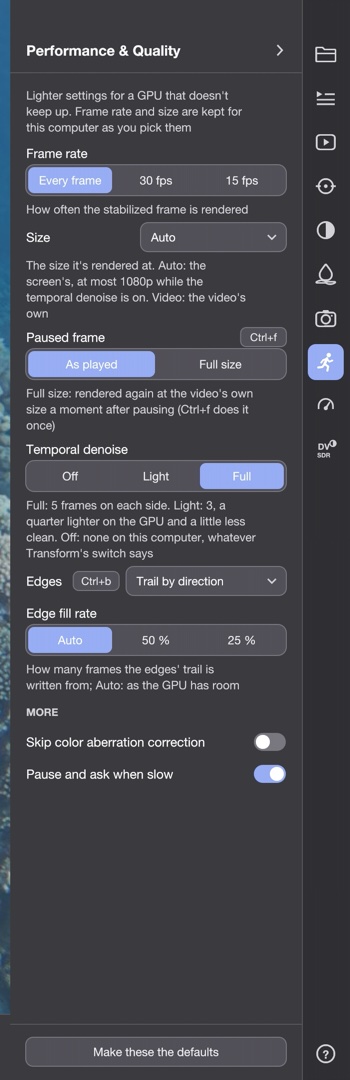 Performance & Quality
Lighter settings for a GPU that doesn't
keep up. Frame rate and size are kept for
this computer as you pick them
Frame rate
Every frame 30 fps 15 fps
How often the stabilized frame is rendered
Size Auto
The size it's rendered at. Auto: the
screen's, at most 1080p while the
temporal denoise is on. Video: the video's
own
Paused frame Ctrl+f
As played Full size
Full size: rendered again at the video's own
size a moment after pausing (Ctrl+f does it
once)
Temporal denoise
Off Light Full
Full: 5 frames on each side. Light: 3, a
quarter lighter on the GPU and a little less
clean. Off: none on this computer, whatever
Transform's switch says
Edges Ctrl+b Trail by direction
Edge fill rate
Auto 50 % 25 %
How many frames the edges' trail is
written from; Auto: as the GPU has room
MORE
Skip color aberration correction
Pause and ask when slow
Make these the defaults
DV
SDR
?